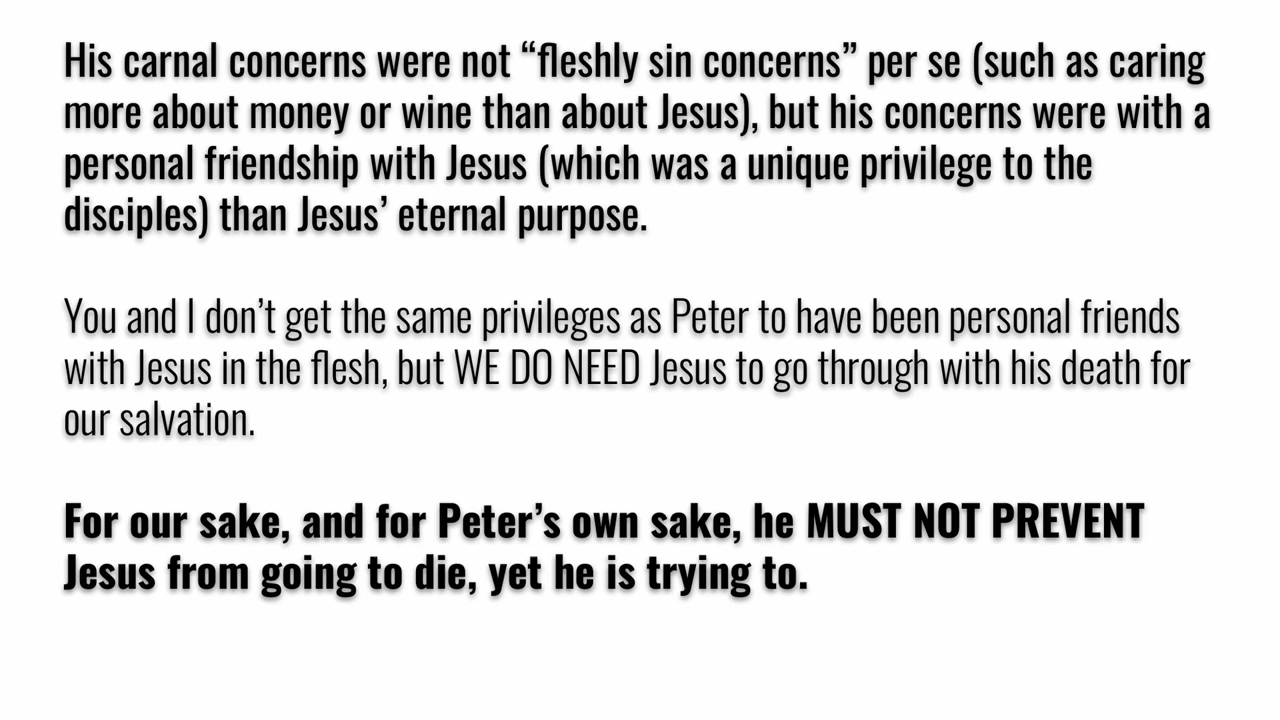 His carnal concerns were not “fleshly sin concerns” per se (such as caring
more about money or wine than about Jesus), but his concerns were with a
personal friendship with Jesus (which was a unique privilege to the
disciples) than Jesus’ eternal purpose.
You and I don’t get the same privileges as Peter to have been personal friends
with Jesus in the flesh, but WE DO NEED Jesus to go through with his death for
our salvation.
For our sake, and for Peter’s own sake, he MUST NOT PREVENT
Jesus from going to die, yet he is trying to.